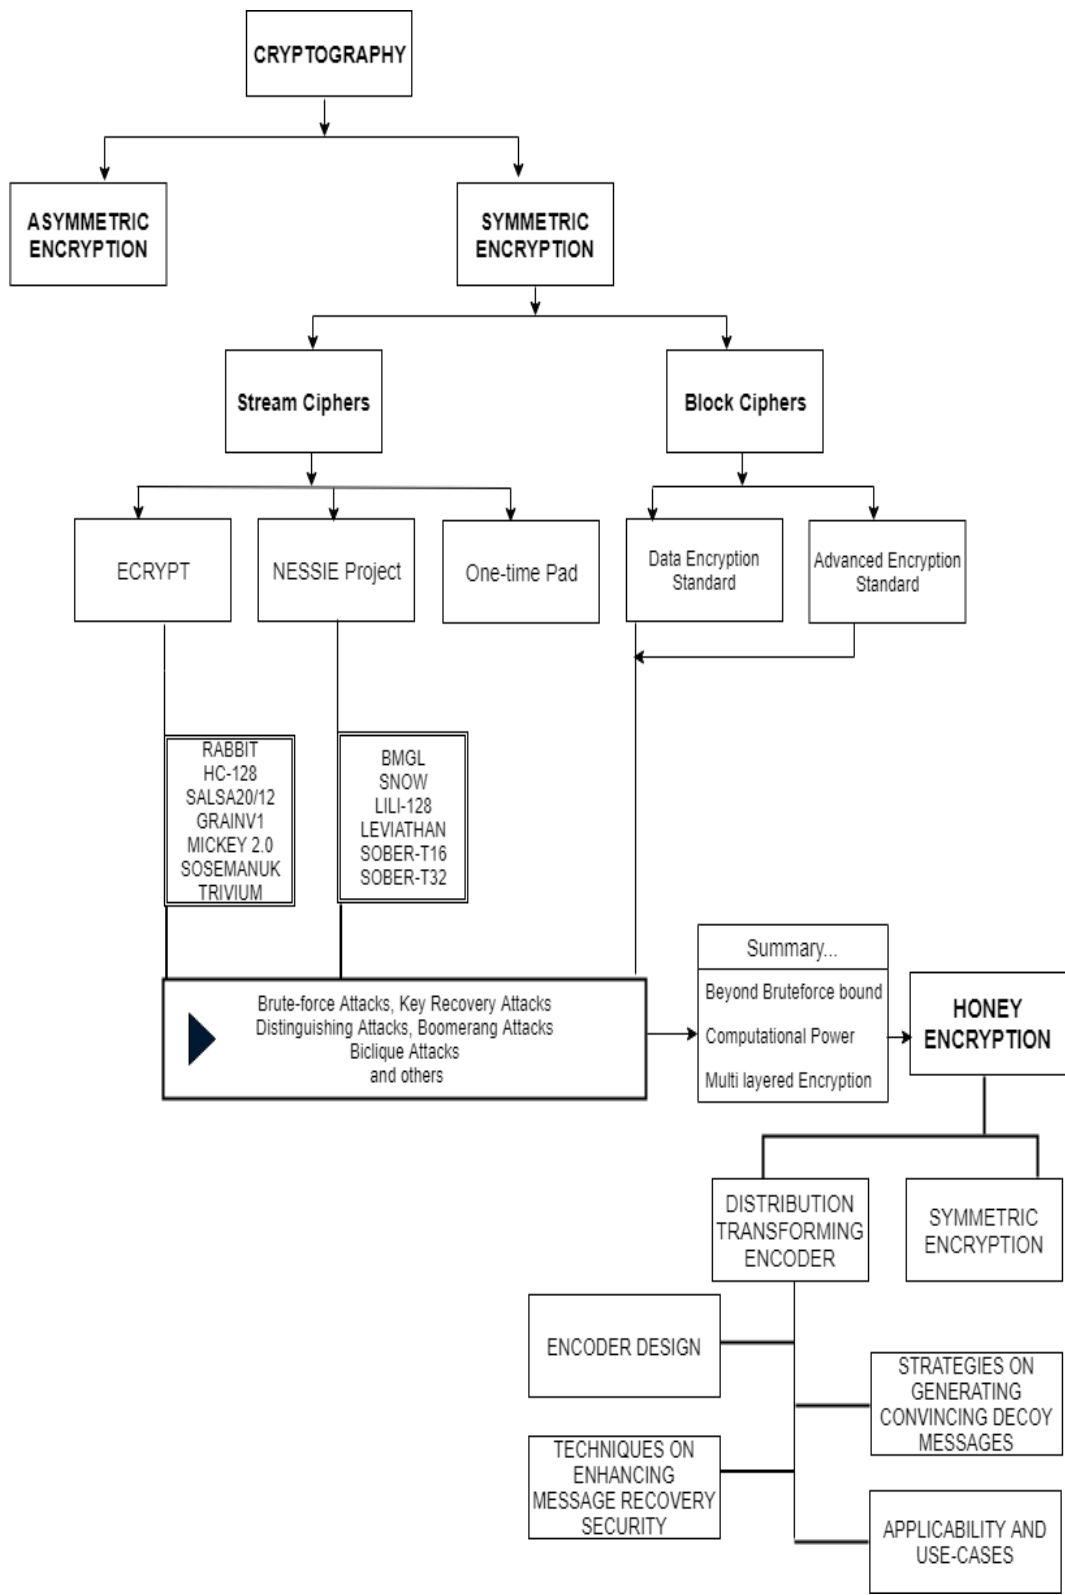 CRYPTOGRAPHY
ASYMMETRIC
ENCRYPTION
SYMMETRIC
ENCRYPTION
Stream Ciphers
Block Ciphers
ECRYPT
NESSIE Project
One-time Pad
Data Encryption
Standard
Advanced Encryption
Standard
RABBIT
HC-128
SALSA20/12
GRAINV1
MICKEY 2.0
SOSEMANUK
TRIVIUM
BMGL
SNOW
LILI-128
LEVIATHAN
SOBER-T16
SOBER-T32
Brute-force Attacks, Key Recovery Attacks
Distinguishing Attacks, Boomerang Attacks
Biclique Attacks
and others
Summary...
Beyond Bruteforce bound
Computational Power
Multi layered Encryption
HONEY
ENCRYPTION
DISTRIBUTION
TRANSFORMING
ENCODER
SYMMETRIC
ENCRYPTION
ENCODER DESIGN
STRATEGIES ON
GENERATING
CONVINCING DECOY
MESSAGES
TECHNIQUES ON
ENHANCING
MESSAGE RECOVERY
SECURITY
APPLICABILITY AND
USE-CASES